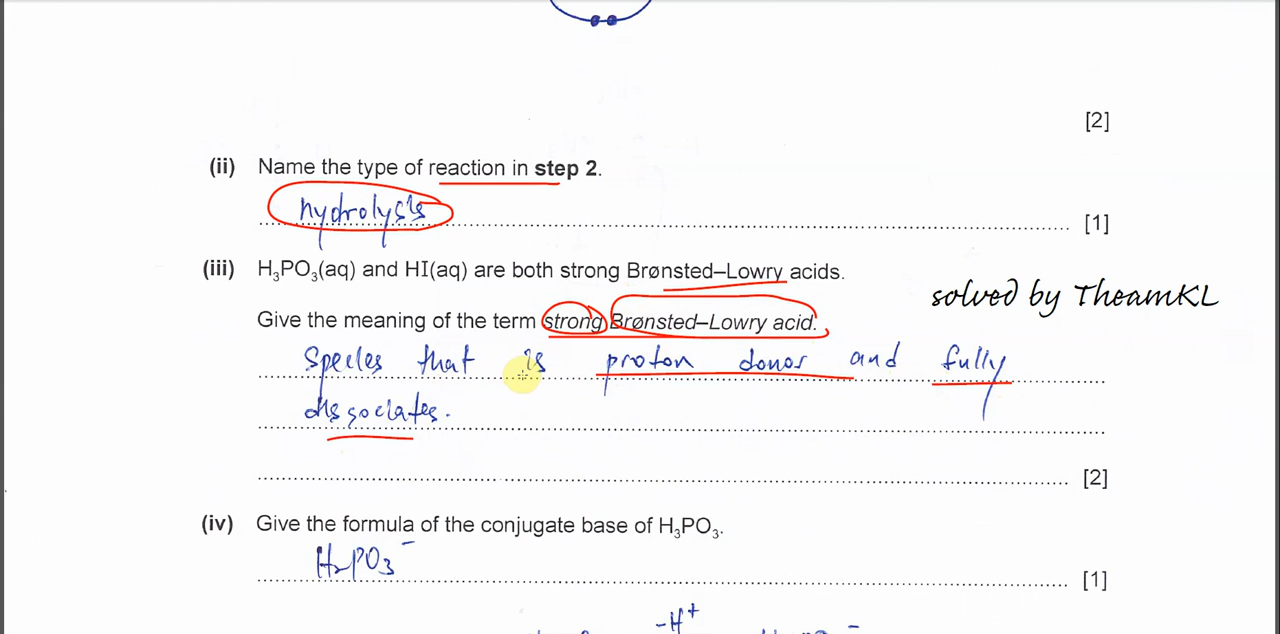 [2]
(ii) Name the type of reaction in step 2.
hydrolysis [1]
(iii) H₃PO₃(aq) and HI(aq) are both strong Brønsted–Lowry acids.
solved by TheamKL
Give the meaning of the term strong Brønsted–Lowry acid.
Species that is proton donor and fully
dissociates.
[2]
(iv) Give the formula of the conjugate base of H₃PO₃.
H₂PO₃⁻
[1]
-H⁺